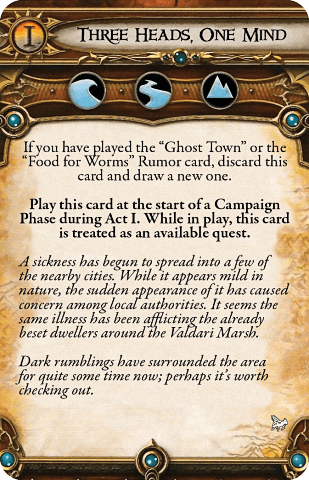 I
Three Heads, One Mind
If you have played the “Ghost Town” or the
“Food for Worms” Rumor card, discard this
card and draw a new one.
Play this card at the start of a Campaign
Phase during Act I. While in play, this card
is treated as an available quest.
A sickness has begun to spread into a few of
the nearby cities. While it appears mild in
nature, the sudden appearance of it has caused
concern among local authorities. It seems the
same illness has been afflicting the already
beset dwellers around the Valdari Marsh.
Dark rumblings have surrounded the area
for quite some time now; perhaps it’s worth
checking out.